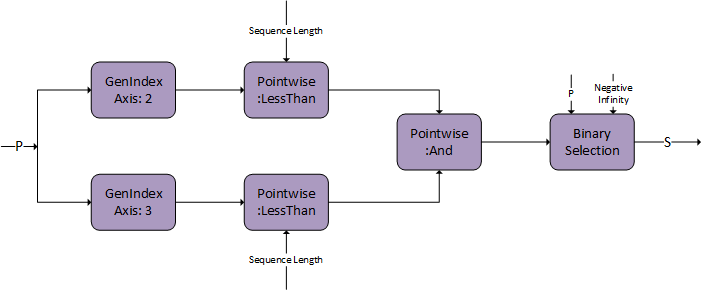 Sequence Length
GenIndex
Axis: 2
Pointwise
:LessThan
P
Negative
Infinity
P
Pointwise
:And
Binary
Selection
S
GenIndex
Axis: 3
Pointwise
:LessThan
Sequence Length